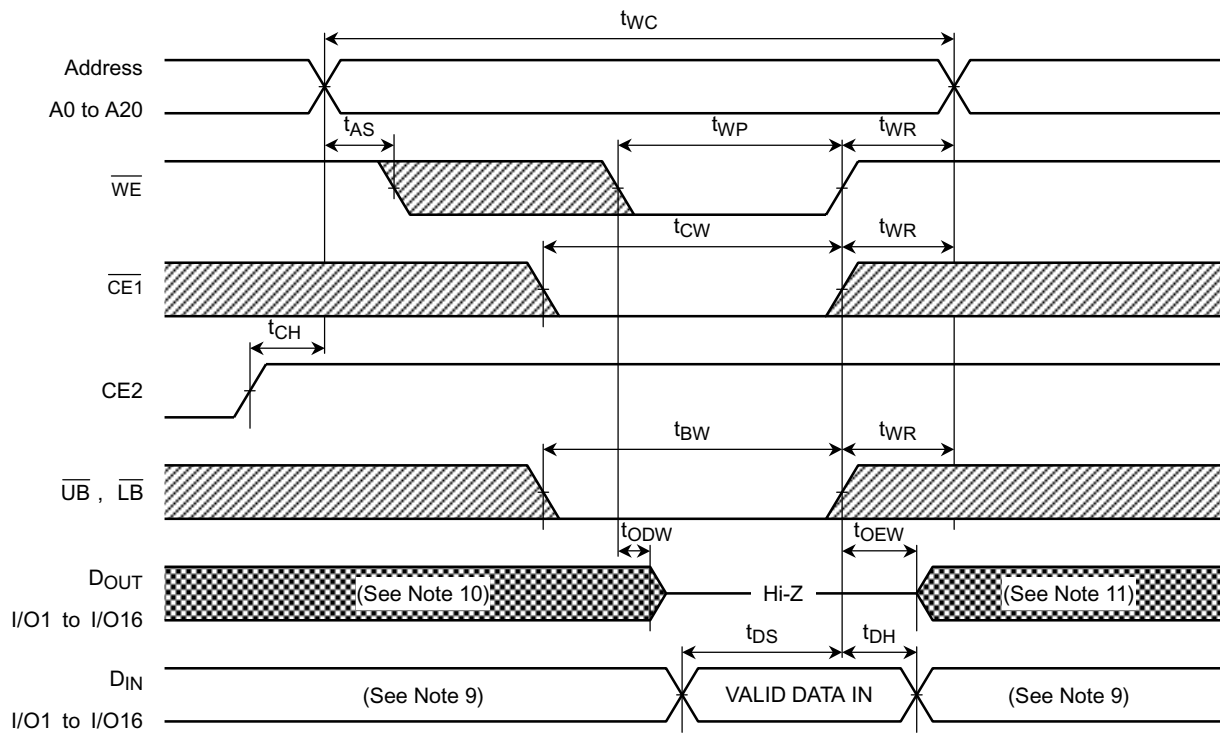 tWC
Address
A0 to A20
tAS
tWP
tWR
WE
tCW
tWR
CE1
tCH
CE2
tBW
tWR
UB , LB
tODW
tOEW
DOUT
(See Note 10)
Hi-Z
(See Note 11)
I/O1 to I/O16
tDS
tDH
DIN
(See Note 9)
VALID DATA IN
(See Note 9)
I/O1 to I/O16